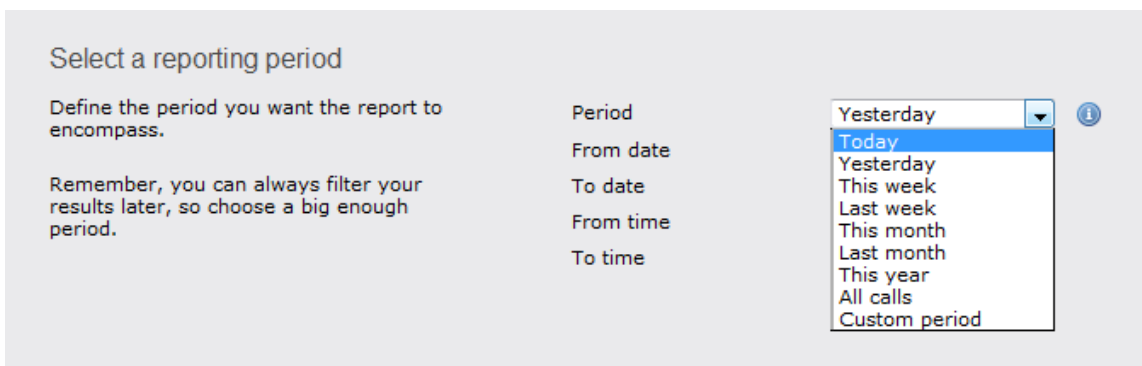 Select a reporting period
Define the period you want the report to
encompass.
Remember, you can always filter your
results later, so choose a big enough
period.
Period
From date
To date
From time
To time
Yesterday
Today
Yesterday
This week
Last week
This month
Last month
This year
All calls
Custom period